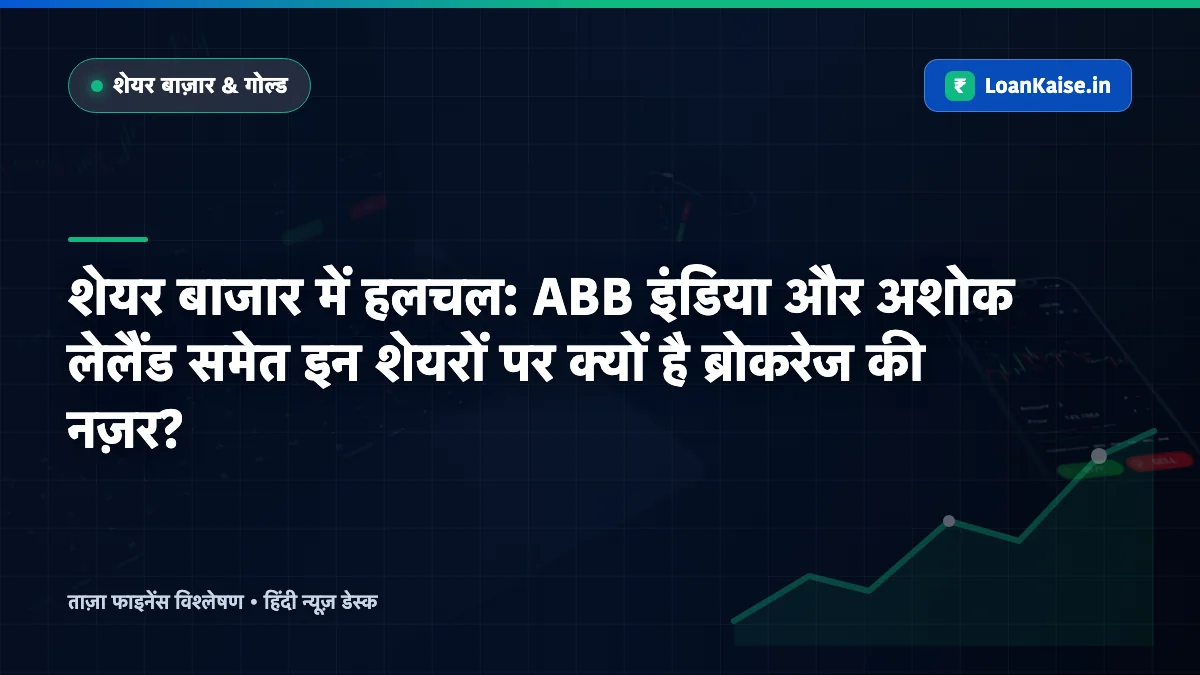 शेयर बाज़ार & गोल्ड
₹ LoanKaise.in
शेयर बाजार में हलचल: ABB इंडिया और अशोक
लेलैंड समेत इन शेयरों पर क्यों है ब्रोकरेज की
नज़र?
ताज़ा फाइनेंस विश्लेषण • हिंदी न्यूज़ डेस्क